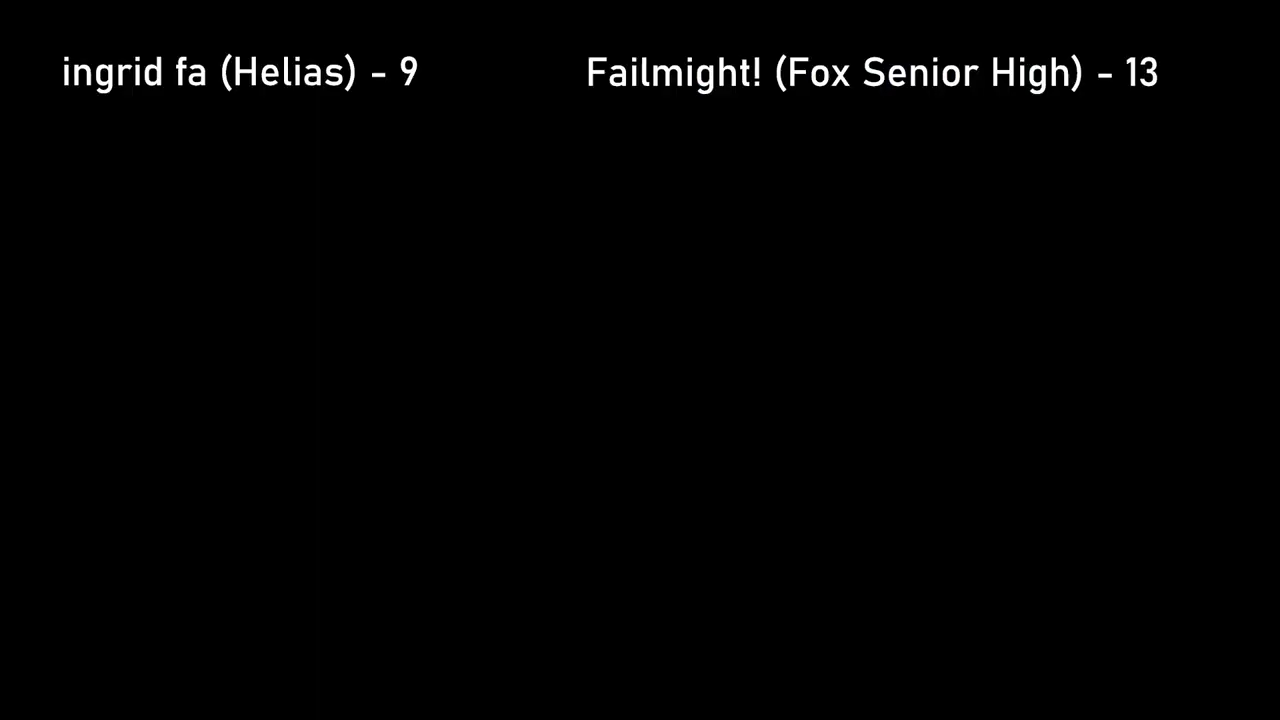 ingrid fa (Helias) - 9
Failmight! (Fox Senior High) - 13